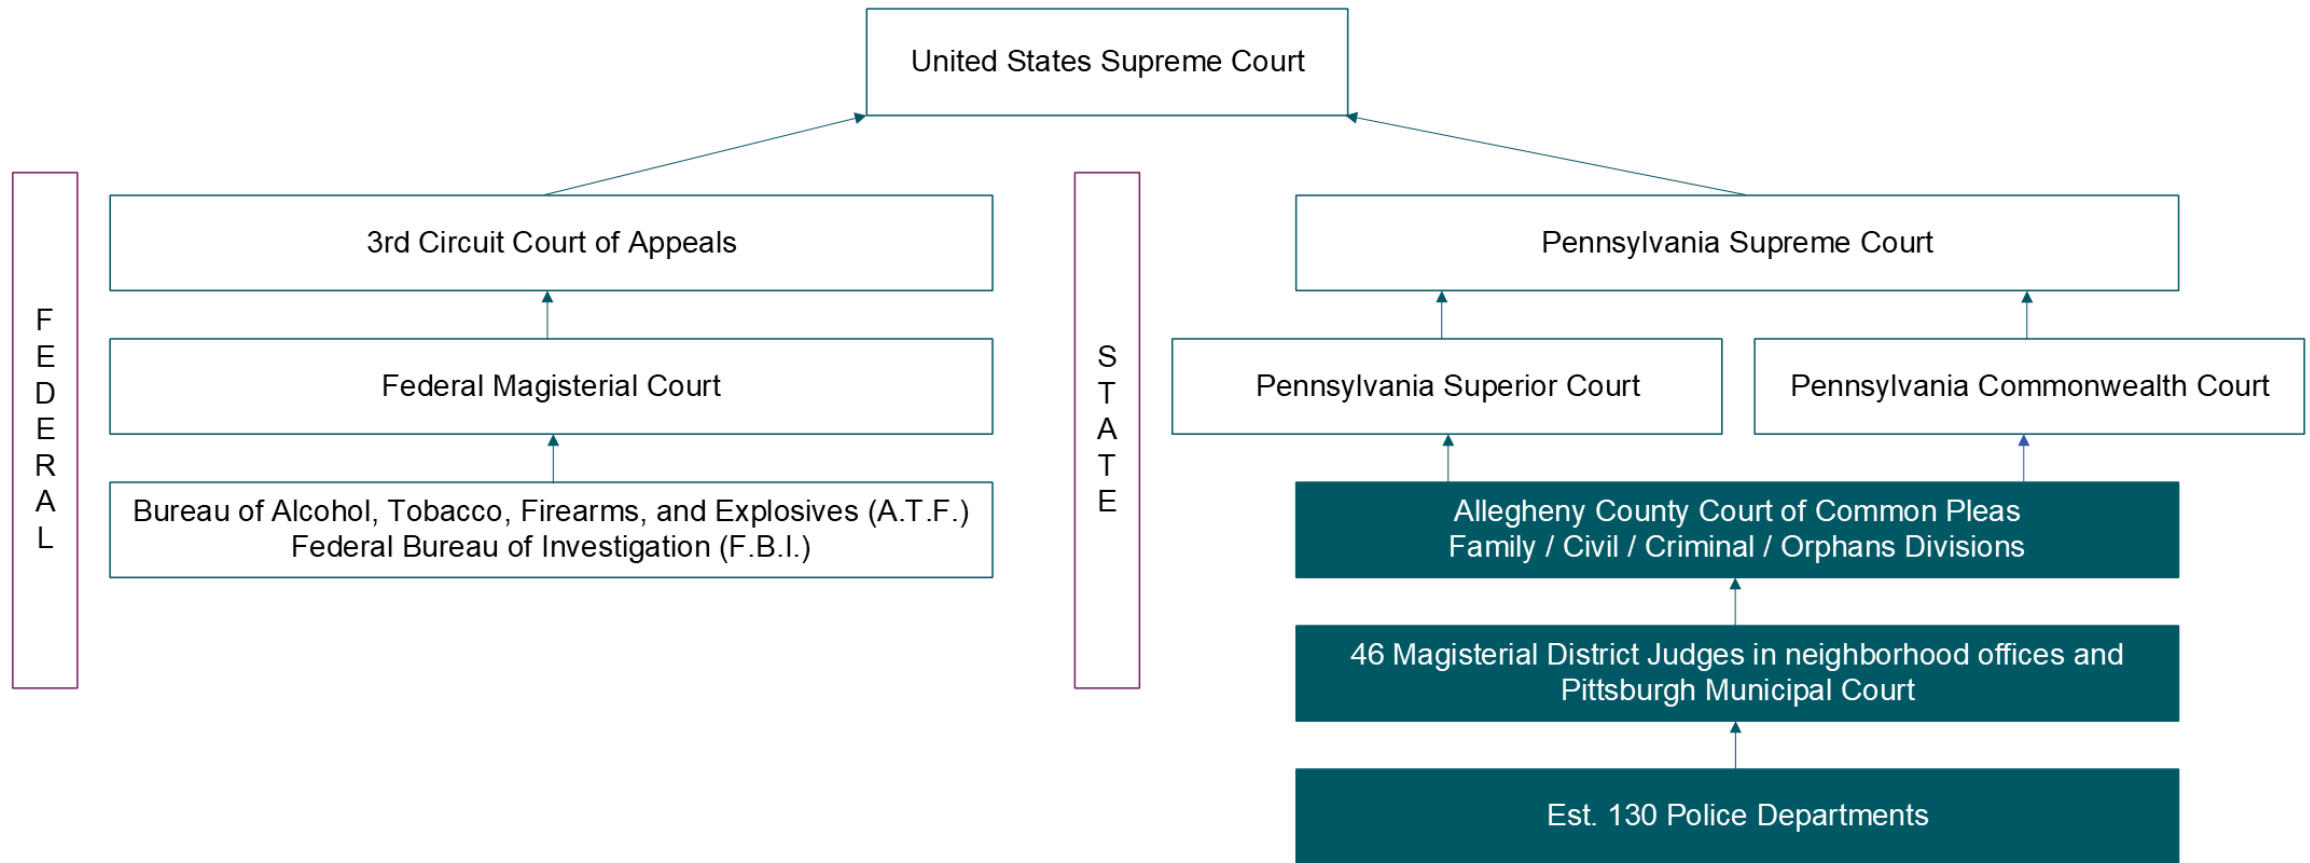 United States Supreme Court
FEDERAL
3rd Circuit Court of Appeals
Federal Magisterial Court
Bureau of Alcohol, Tobacco, Firearms, and Explosives (A.T.F.)
Federal Bureau of Investigation (F.B.I.)
STATE
Pennsylvania Supreme Court
Pennsylvania Superior Court
Pennsylvania Commonwealth Court
Allegheny County Court of Common Pleas
Family / Civil / Criminal / Orphans Divisions
46 Magisterial District Judges in neighborhood offices and
Pittsburgh Municipal Court
Est. 130 Police Departments